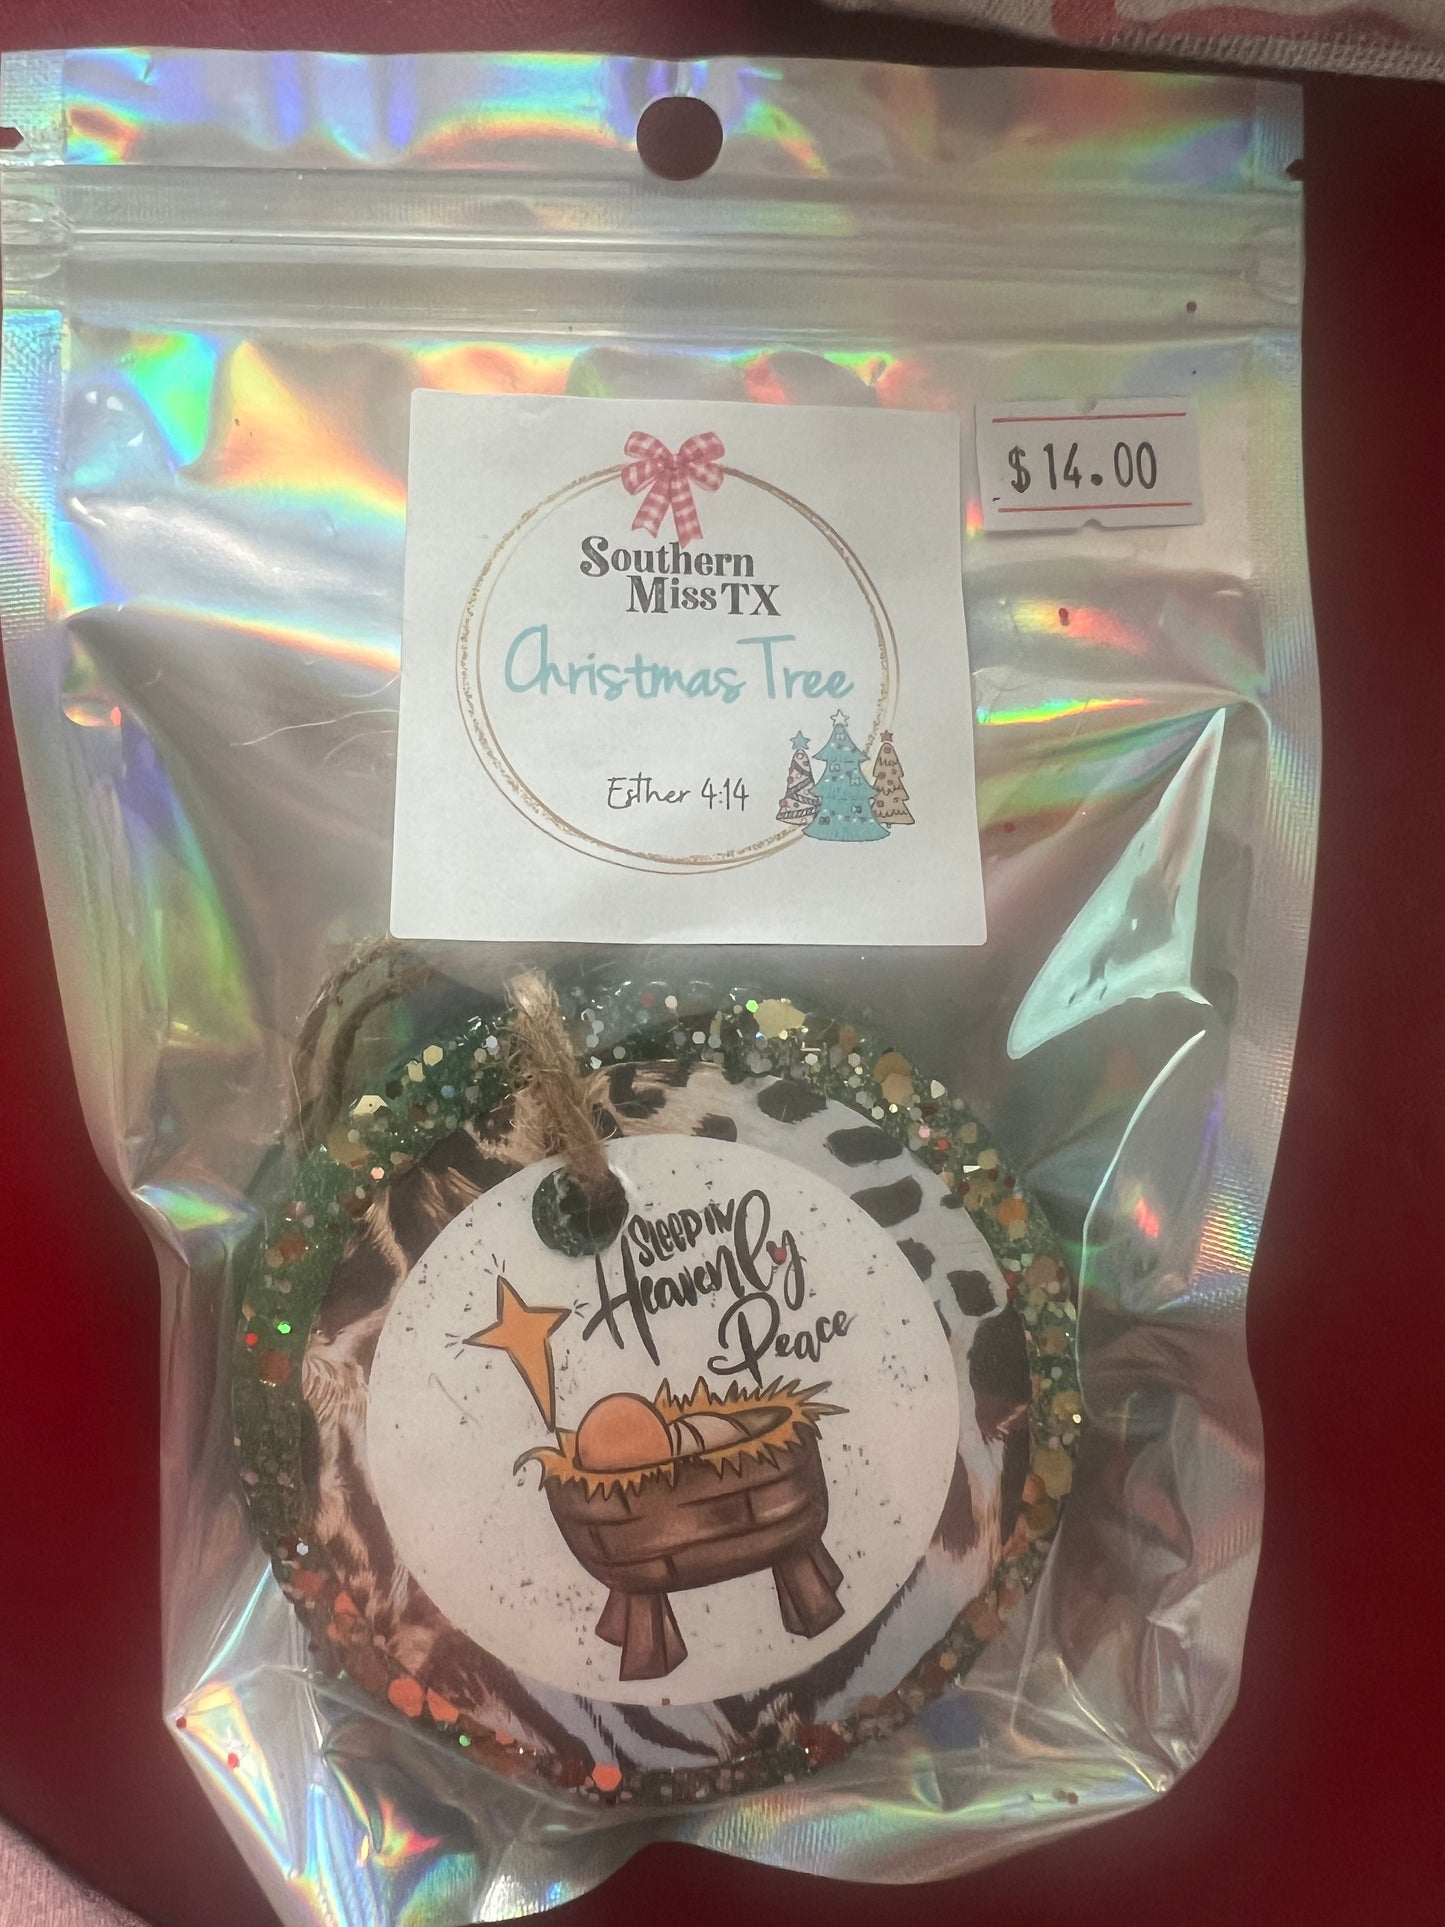 $14.00
Southern
Miss TX
Christmas Tree
Esther 4:14
Sleep in
Heavenly
Peace